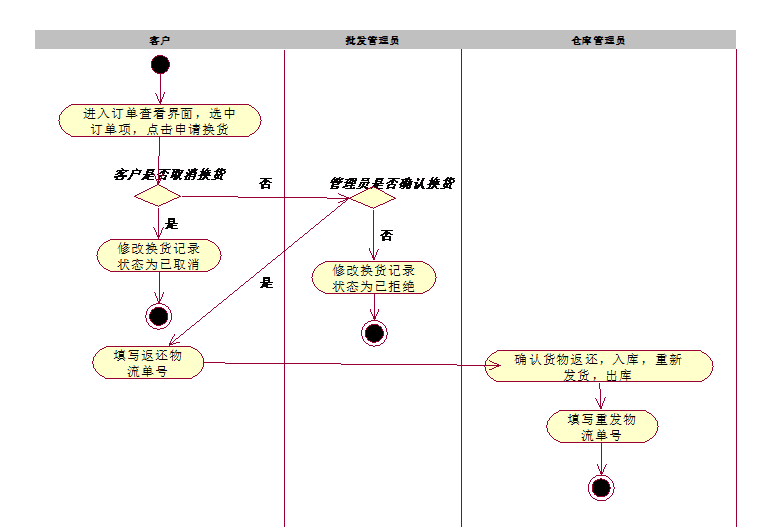 客户
批发管理员
仓库管理员
进入订单查看界面，选中
订单项，点击申请换货
客户是否取消换货
否
管理员是否确认换货
是
否
修改换货记录
状态为已取消
修改换货记录
状态为已拒绝
是
填写返还物
流单号
确认货物返还，入库，重新
发货，出库
填写重发物
流单号